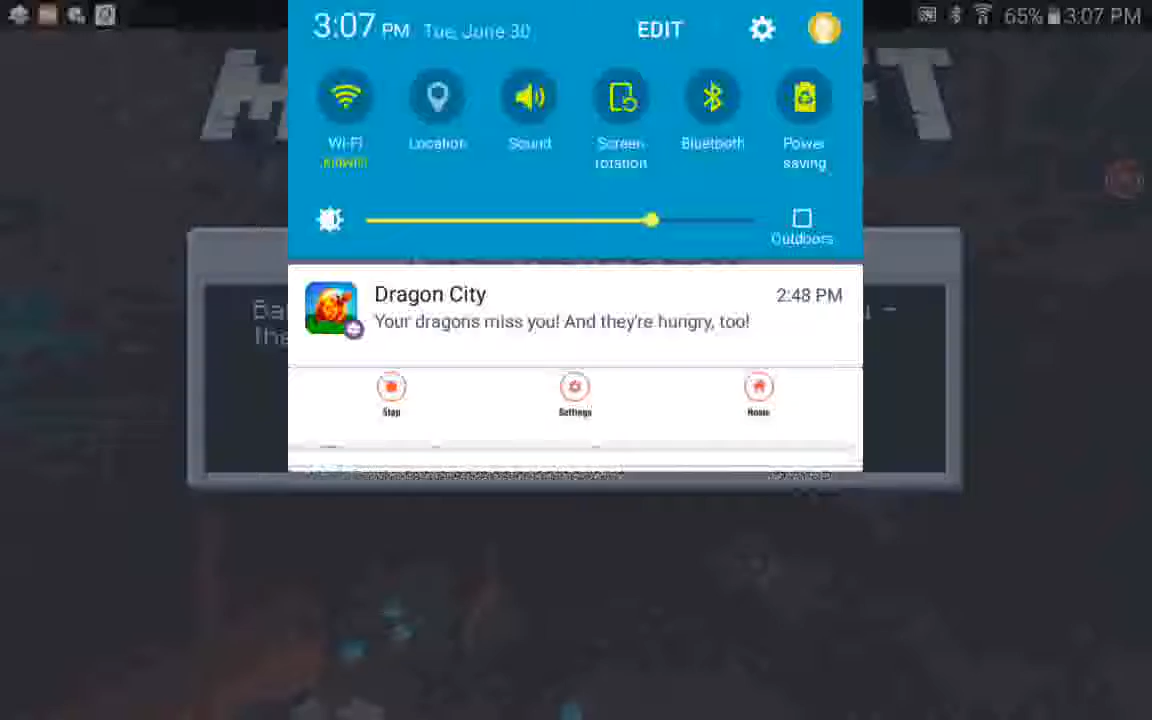 65% 3:07 PM
3:07 PM Tue, June 30 EDIT
Wi-Fi
Location
Sound
Screen
rotation
Bluetooth
Power
saving
Outdoors
Dragon City 2:48 PM
Your dragons miss you! And they're hungry, too!
Stop
Settings
Home